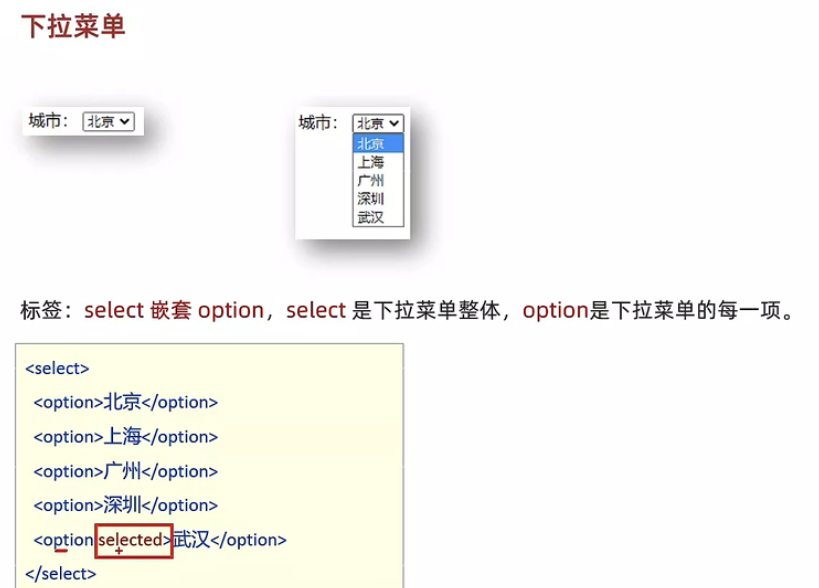 下拉菜单
城市： 北京
城市： 北京
北京
上海
广州
深圳
武汉
标签：select 嵌套 option，select 是下拉菜单整体，option是下拉菜单的每一项。
<select>
<option>北京</option>
<option>上海</option>
<option>广州</option>
<option>深圳</option>
<option selected>武汉</option>
</select>